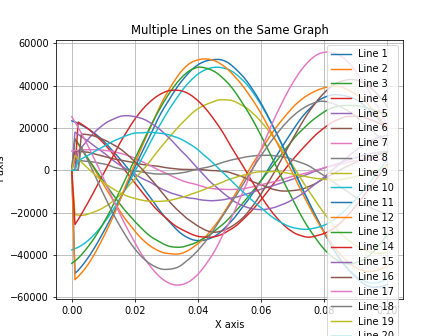 Multiple Lines on the Same Graph
60000
40000
20000
0
−20000
−40000
−60000
0.00
0.02
0.04
0.06
0.08
X axis
Line 1
Line 2
Line 3
Line 4
Line 5
Line 6
Line 7
Line 8
Line 9
Line 10
Line 11
Line 12
Line 13
Line 14
Line 15
Line 16
Line 17
Line 18
Line 19
Line 20